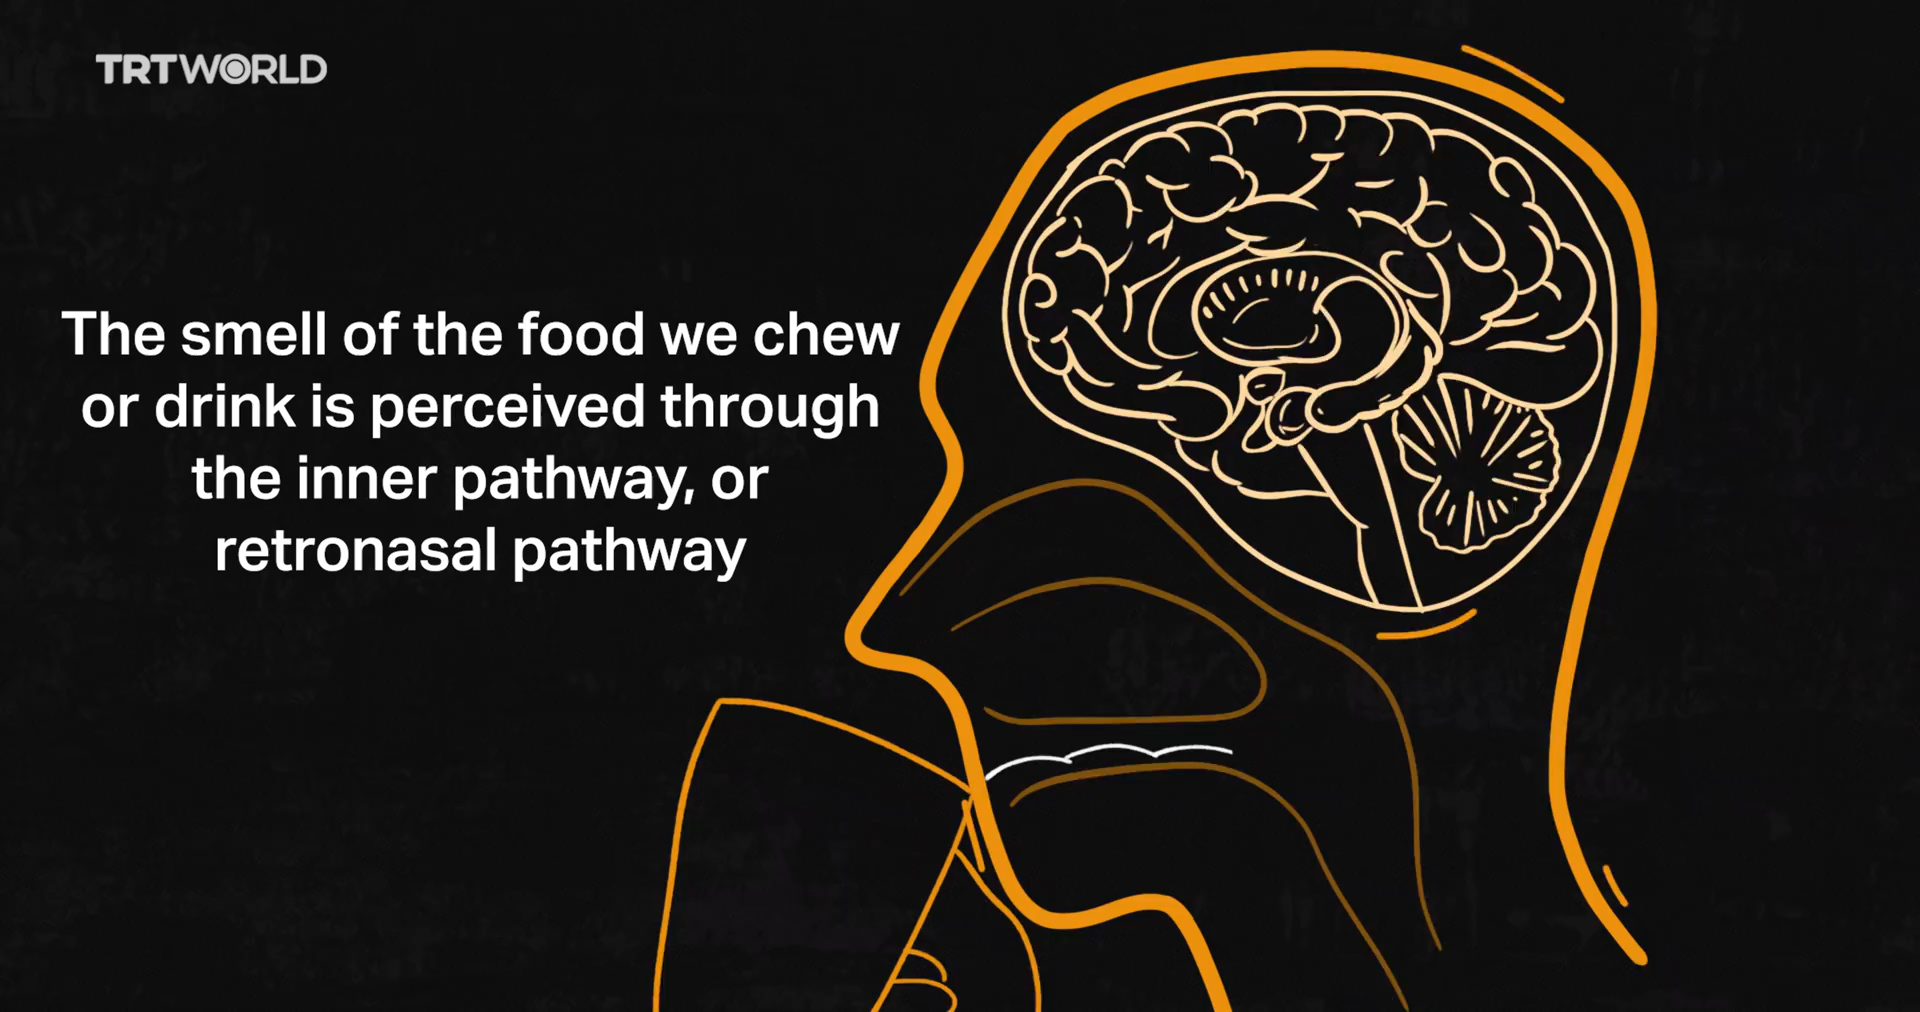 TRTWORLD
The smell of the food we chew
or drink is perceived through
the inner pathway, or
retronasal pathway